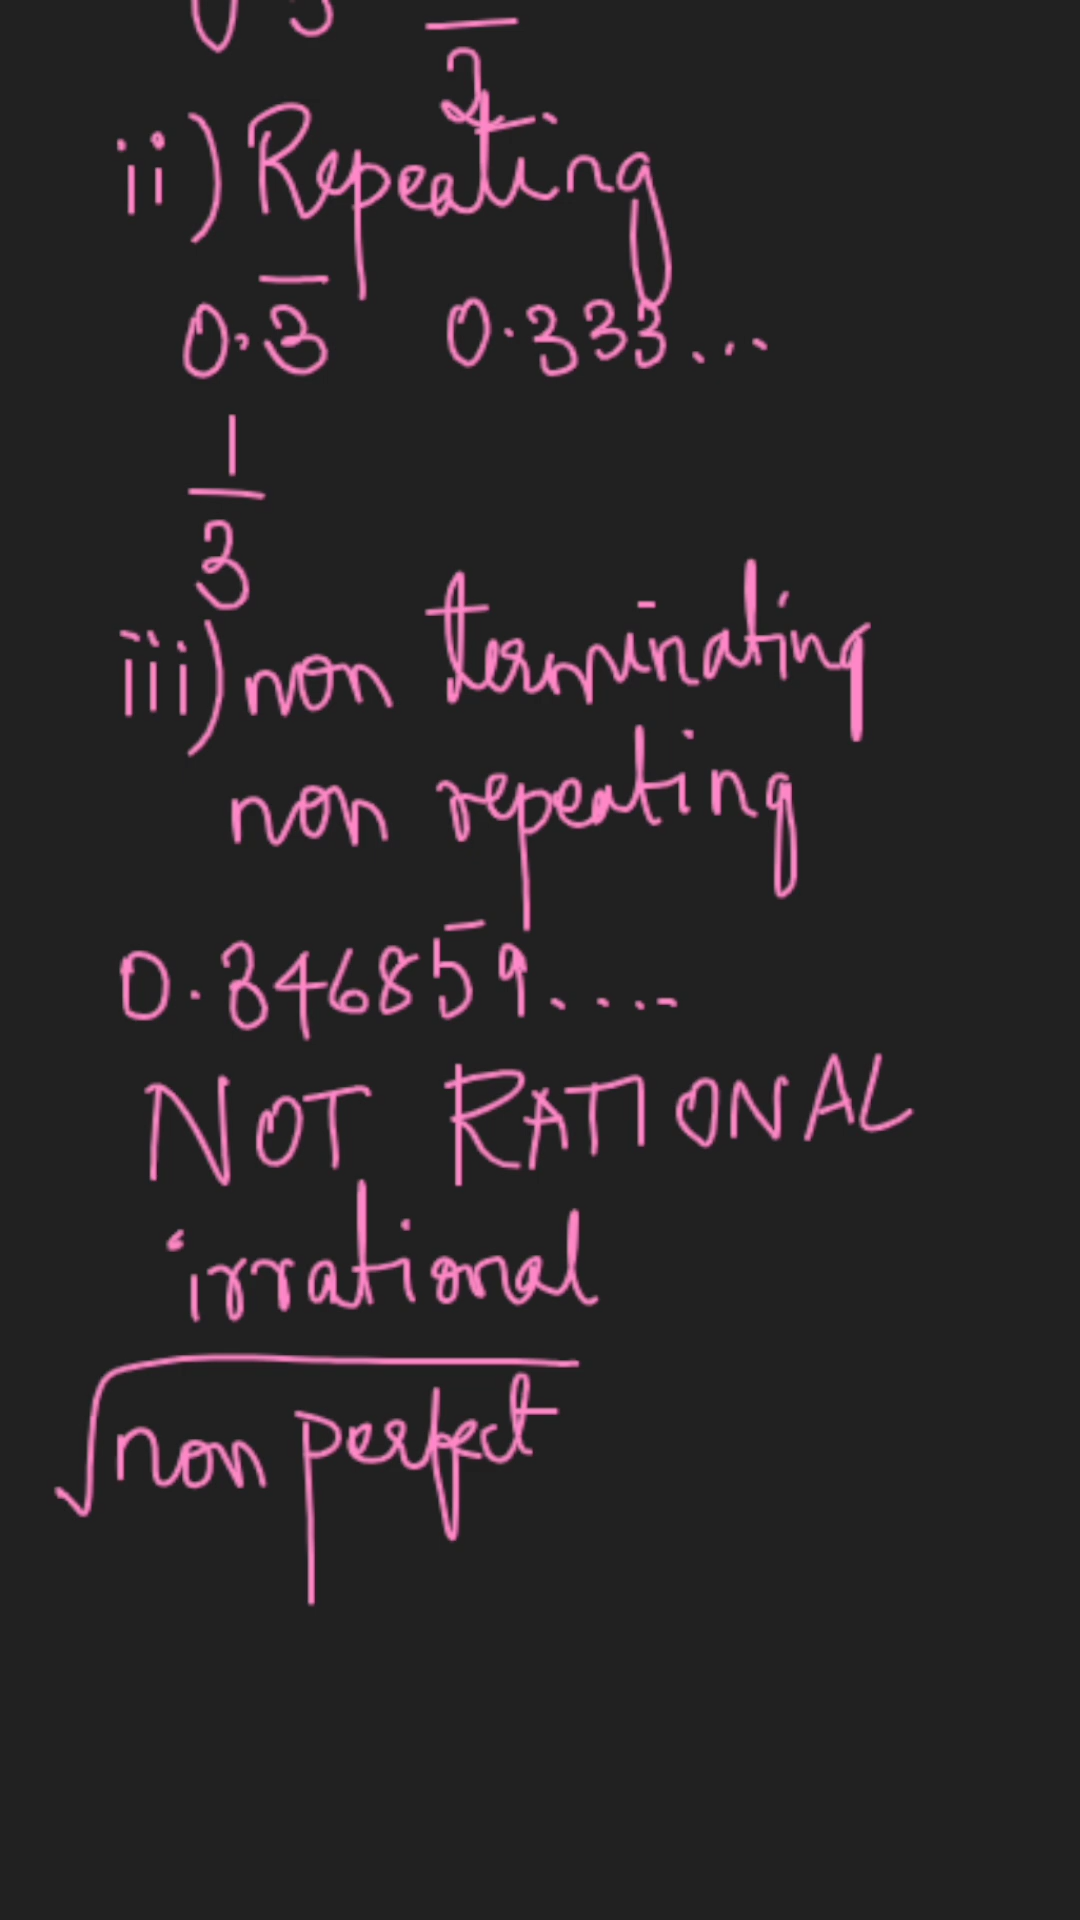 2
ii) Repeating
0.3̅ 0.333...
1
3
iii) non terminating
non repeating
0.346859....
NOT RATIONAL
irrational
√non perfect